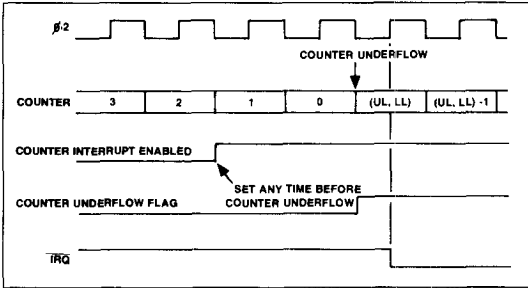 ø2
COUNTER UNDERFLOW
COUNTER 3 2 1 0 (UL, LL) (UL, LL) -1
COUNTER INTERRUPT ENABLED
SET ANY TIME BEFORE
COUNTER UNDERFLOW FLAG COUNTER UNDERFLOW
IRQ